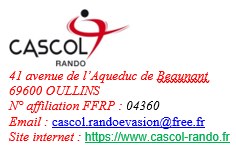 CASCOL
RANDO
41 avenue de l'Aqueduc de Beaunant
69600 OULLINS
N° affiliation FFRP : 04360
Email : cascol.randoevasion@free.fr
Site internet : https://www.cascol-rando.fr